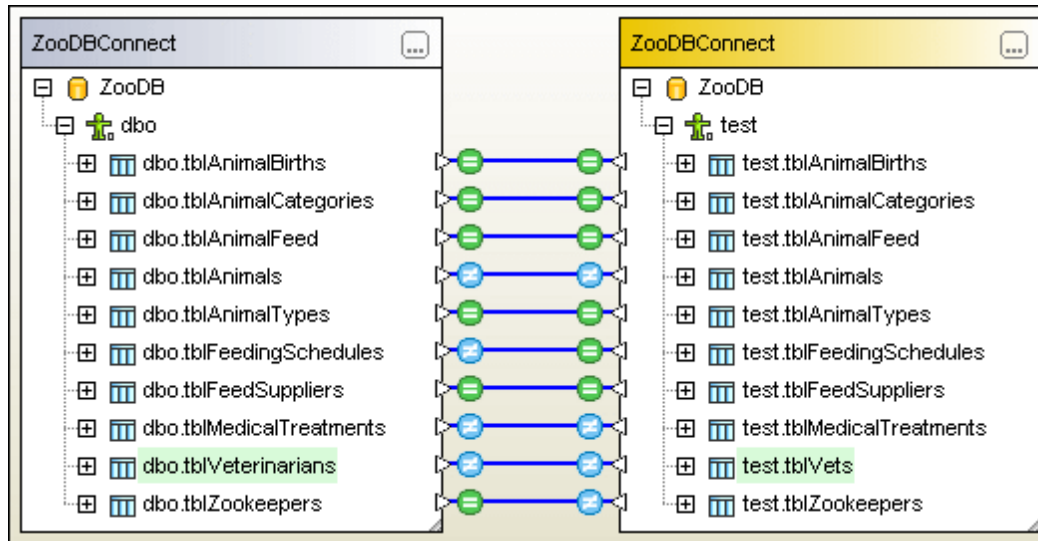 ZooDBConnect
ZooDB
dbo
dbo.tblAnimalBirths
dbo.tblAnimalCategories
dbo.tblAnimalFeed
dbo.tblAnimals
dbo.tblAnimalTypes
dbo.tblFeedingSchedules
dbo.tblFeedSuppliers
dbo.tblMedicalTreatments
dbo.tblVeterinarians
dbo.tblZookeepers
ZooDBConnect
ZooDB
test
test.tblAnimalBirths
test.tblAnimalCategories
test.tblAnimalFeed
test.tblAnimals
test.tblAnimalTypes
test.tblFeedingSchedules
test.tblFeedSuppliers
test.tblMedicalTreatments
test.tblVets
test.tblZookeepers